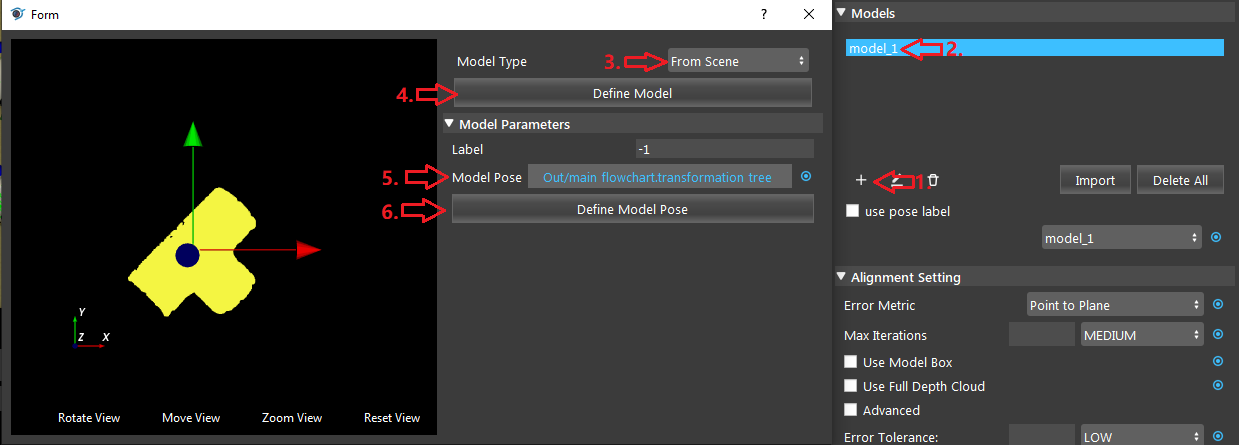 Form
?
Model Type
3.
From Scene
4.
Define Model
Model Parameters
Label
-1
5.
Model Pose
Out/main flowchart.transformation tree
6.
Define Model Pose
Y
Z
X
Rotate View
Move View
Zoom View
Reset View
Models
model_1
2.
1.
Import
Delete All
use pose label
model_1
Alignment Setting
Error Metric
Point to Plane
Max Iterations
MEDIUM
Use Model Box
Use Full Depth Cloud
Advanced
Error Tolerance:
LOW